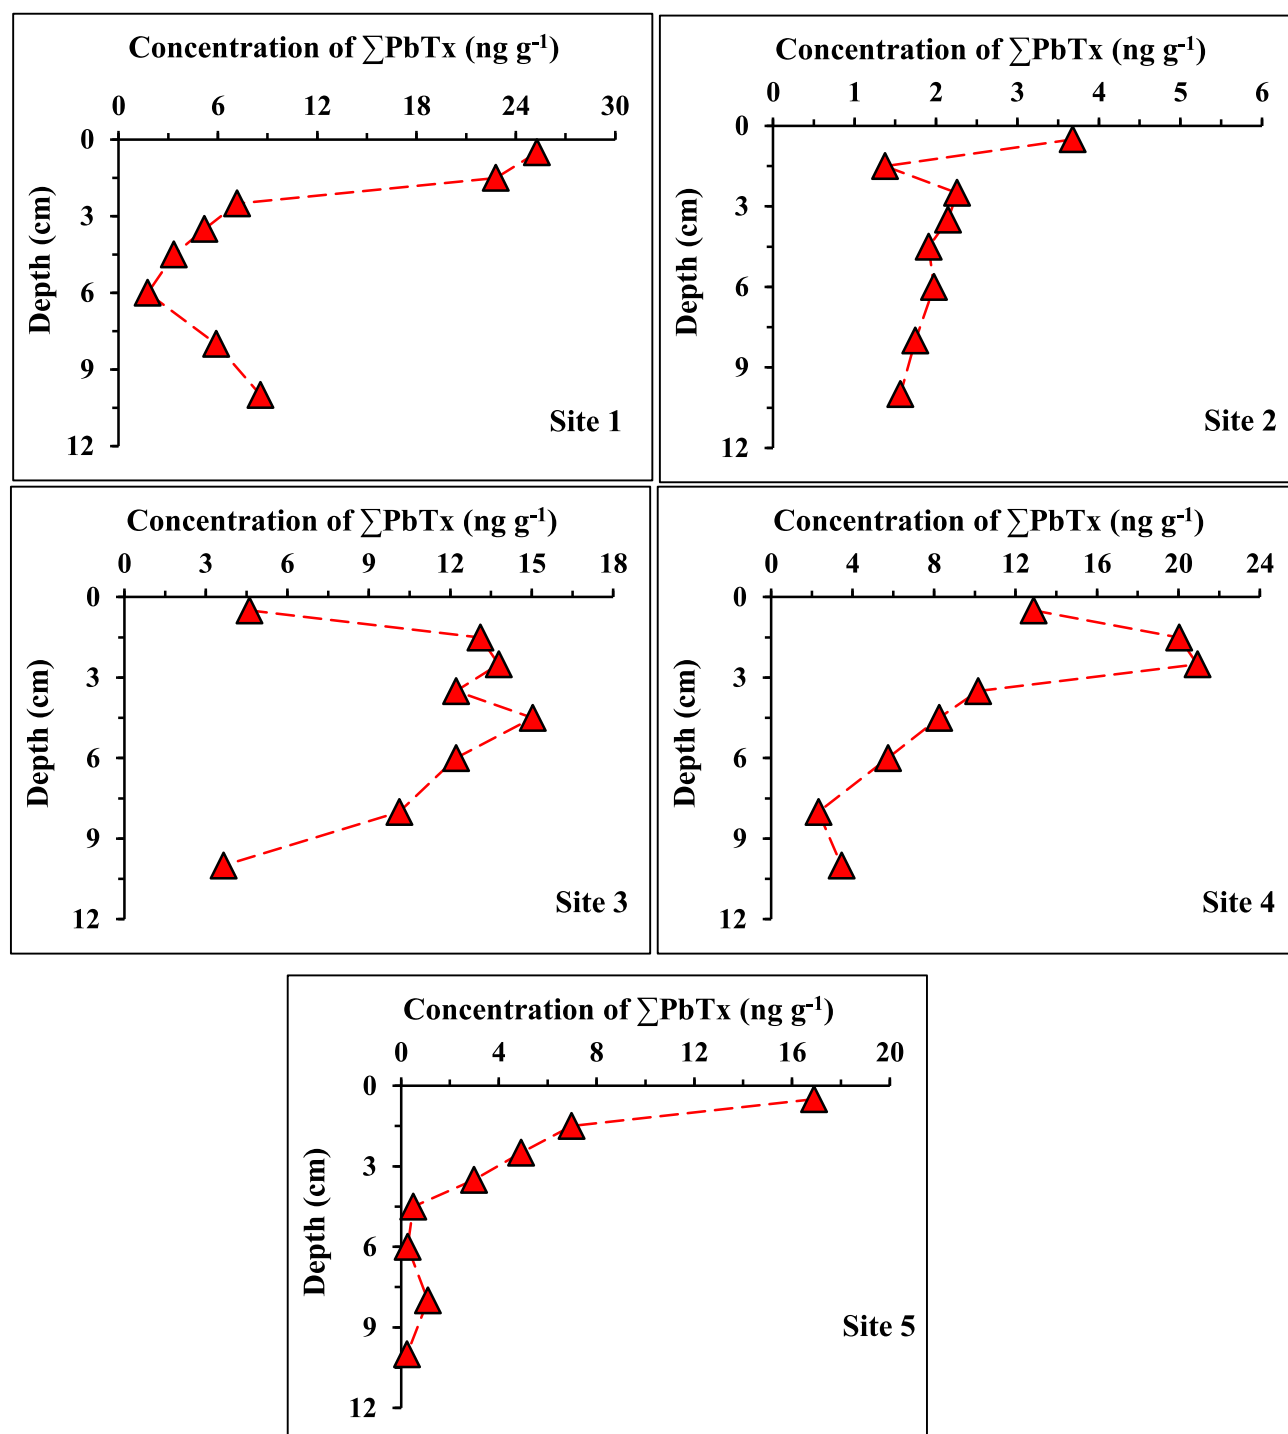 Concentration of ∑PbTx (ng g⁻¹)
0 6 12 18 24 30
0
3
6
9
12
Depth (cm)
Site 1
Concentration of ∑PbTx (ng g⁻¹)
0 1 2 3 4 5 6
0
3
6
9
12
Depth (cm)
Site 2
Concentration of ∑PbTx (ng g⁻¹)
0 3 6 9 12 15 18
0
3
6
9
12
Depth (cm)
Site 3
Concentration of ∑PbTx (ng g⁻¹)
0 4 8 12 16 20 24
0
3
6
9
12
Depth (cm)
Site 4
Concentration of ∑PbTx (ng g⁻¹)
0 4 8 12 16 20
0
3
6
9
12
Depth (cm)
Site 5